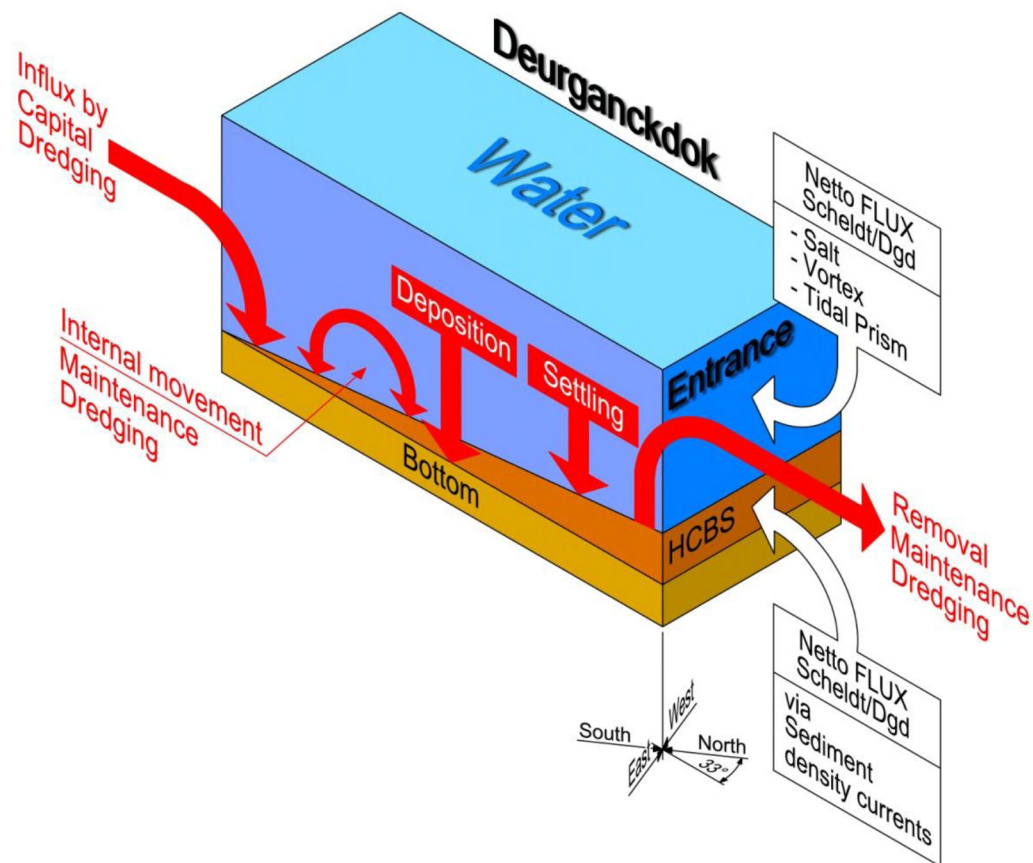 Deurganckdok
Water
Influx by
Capital
Dredging
Netto FLUX
Scheldt/Dgd
- Salt
- Vortex
- Tidal Prism
Deposition
Settling
Entrance
Internal movement
Maintenance
Dredging
Bottom
HCBS
Removal
Maintenance
Dredging
Netto FLUX
Scheldt/Dgd
via
Sediment
density currents
West
South
North
East
33°